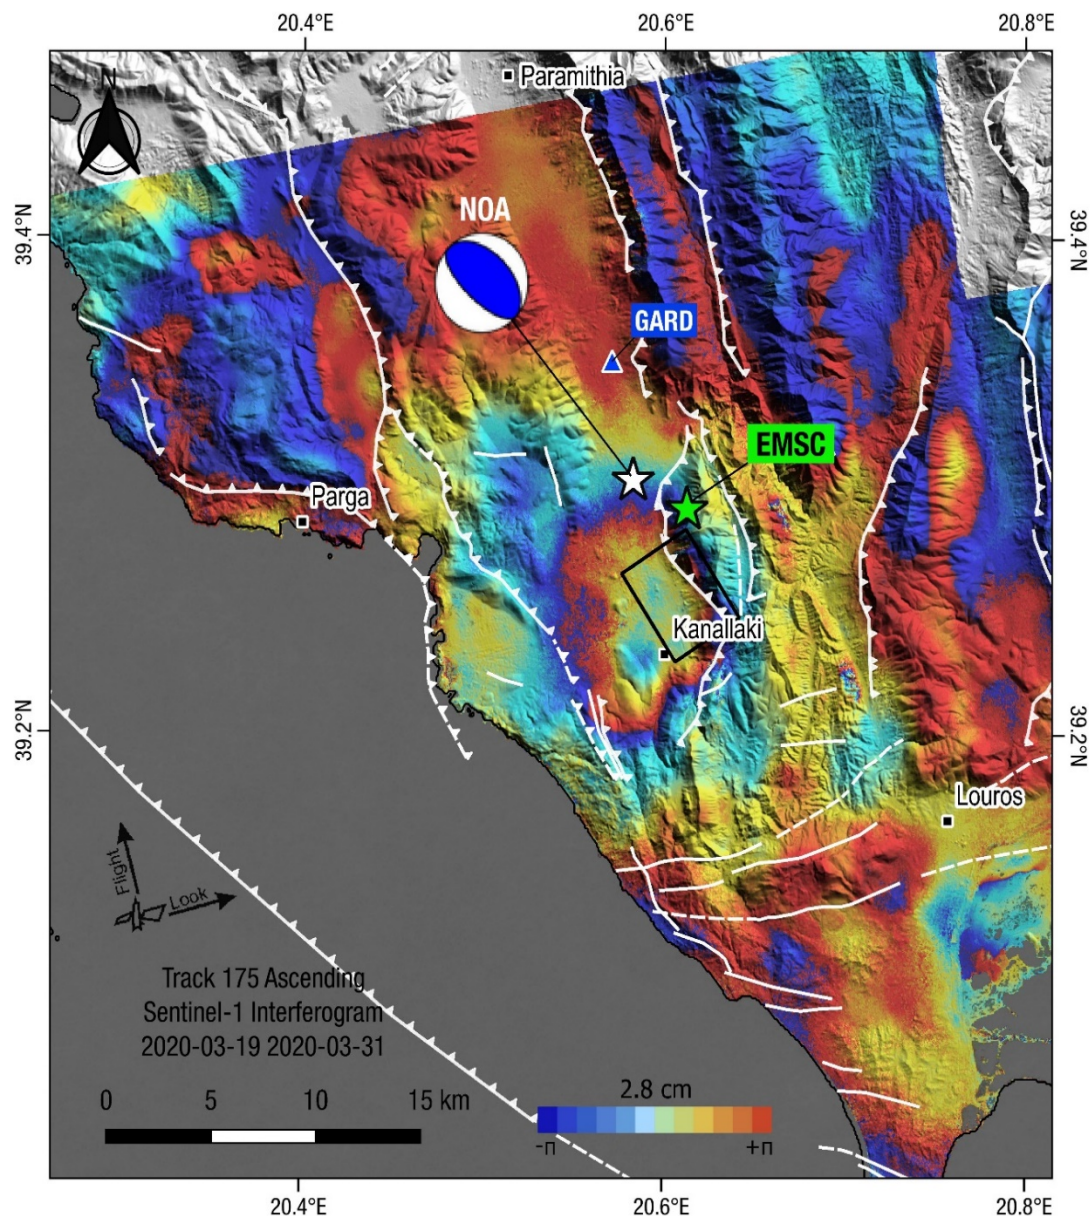 20.4°E
20.6°E
20.8°E
N
Paramithia
39.4°N
39.4°N
NOA
GARD
EMSC
Parga
Kanallaki
39.2°N
39.2°N
Louros
Flight
Look
Track 175 Ascending
Sentinel-1 Interferogram
2020-03-19 2020-03-31
0 5 10 15 km
2.8 cm
-π +π
20.4°E
20.6°E
20.8°E